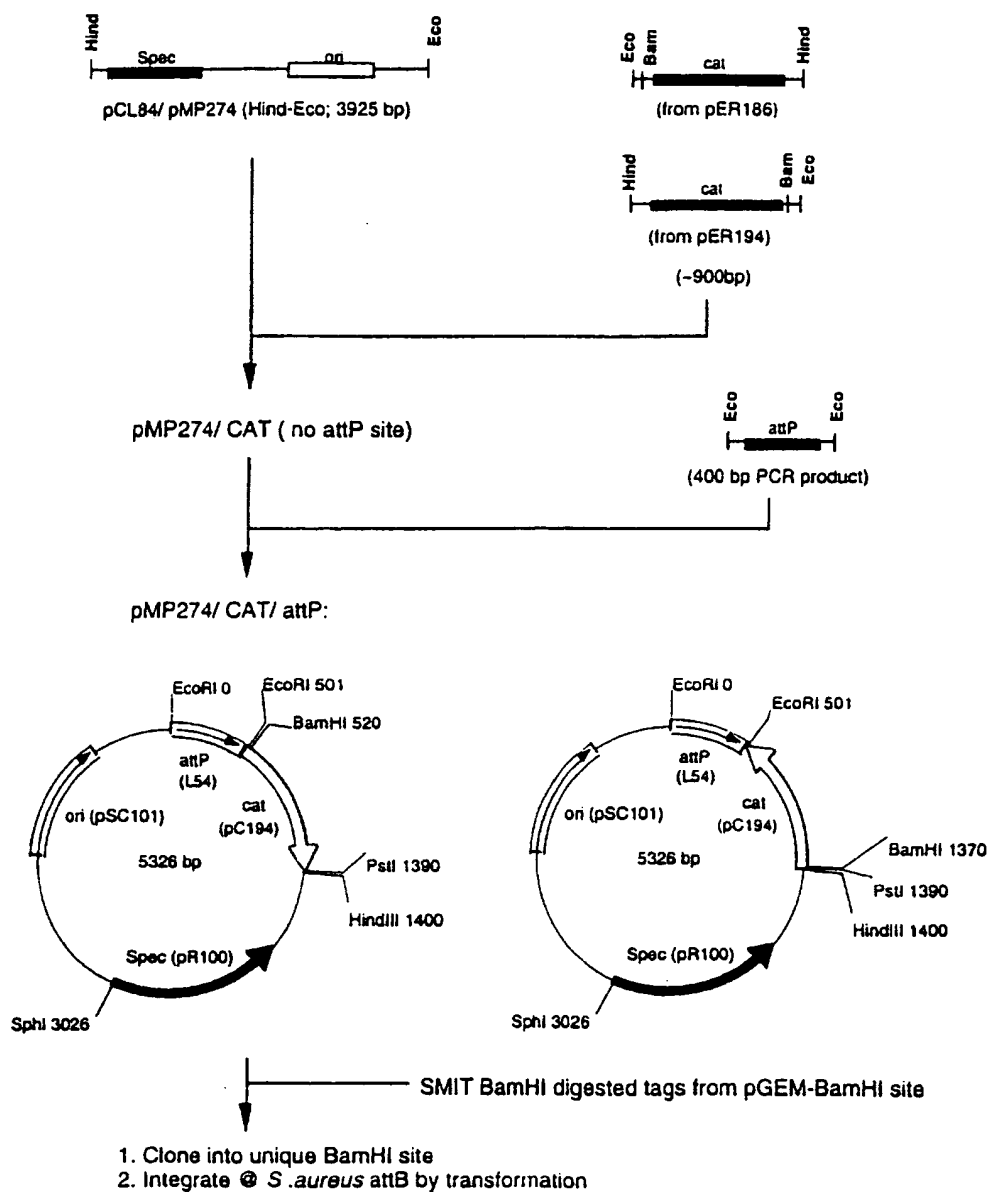 Hind
Spec
ori
Eco
pCL84/ pMP274 (Hind-Eco; 3925 bp)
Eco
Bam
cat
Hind
(from pER186)
Hind
cat
Bam
Eco
(from pER194)
(~900bp)
pMP274/ CAT ( no attP site)
Eco
attP
Eco
(400 bp PCR product)
pMP274/ CAT/ attP:
EcoRI 0
EcoRI 501
BamHI 520
attP
(L54)
ori (pSC101)
cat
(pC194)
5326 bp
PstI 1390
HindIII 1400
Spec (pR100)
SphI 3026
EcoRI 0
EcoRI 501
attP
(L54)
ori (pSC101)
cat
(pC194)
5326 bp
BamHI 1370
PstI 1390
HindIII 1400
Spec (pR100)
SphI 3026
SMIT BamHI digested tags from pGEM-BamHI site
1. Clone into unique BamHI site
2. Integrate @ S .aureus attB by transformation